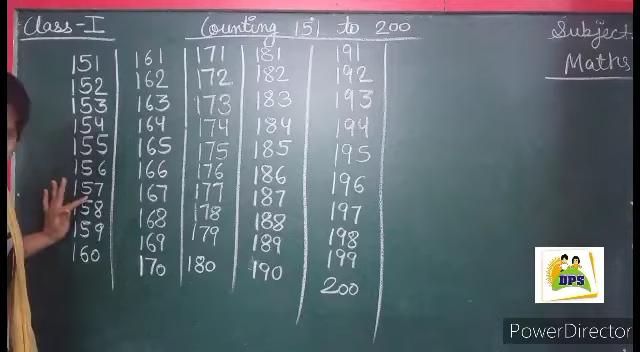 Class-I Counting 151 to 200 Subject
Maths
151 161 171 181 191
152 162 172 182 192
153 163 173 183 193
154 164 174 184 194
155 165 175 185 195
156 166 176 186 196
157 167 177 187 197
158 168 178 188 198
159 169 179 189 199
160 170 180 190 200
DPS
PowerDirector